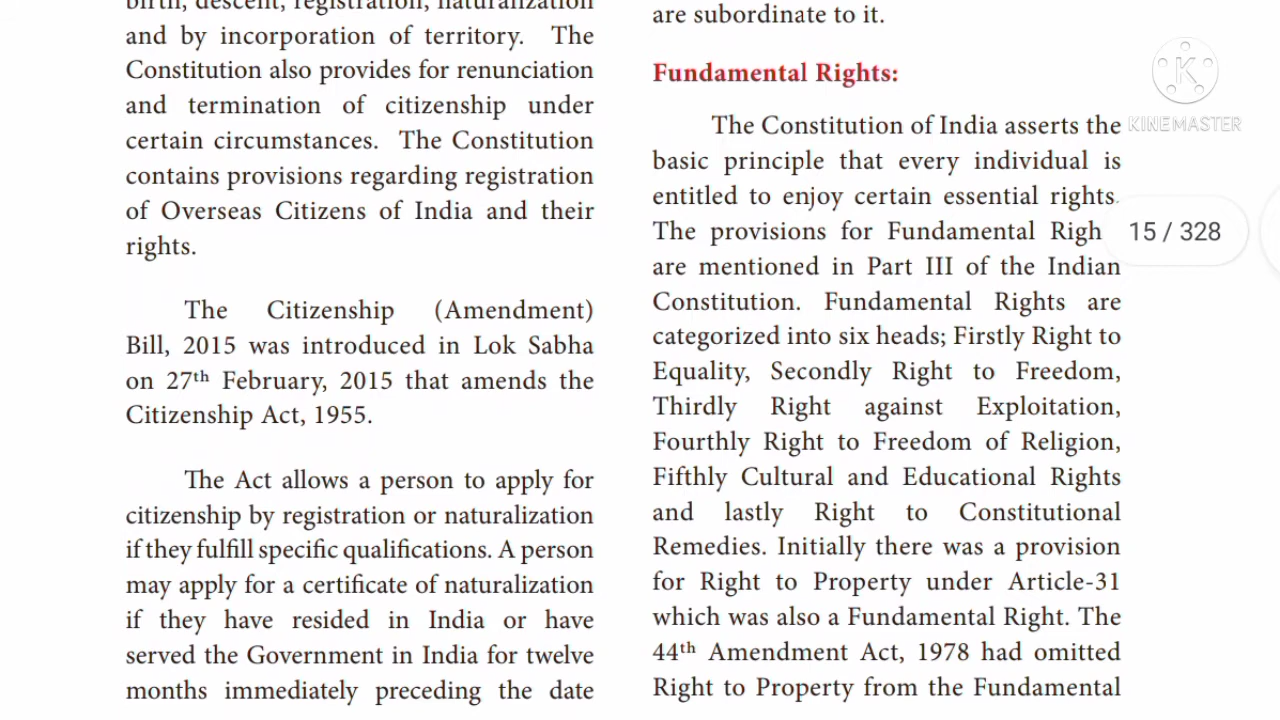 birth, descent, registration, naturalization
and by incorporation of territory. The
Constitution also provides for renunciation
and termination of citizenship under
certain circumstances. The Constitution
contains provisions regarding registration
of Overseas Citizens of India and their
rights.
The Citizenship (Amendment)
Bill, 2015 was introduced in Lok Sabha
on 27th February, 2015 that amends the
Citizenship Act, 1955.
The Act allows a person to apply for
citizenship by registration or naturalization
if they fulfill specific qualifications. A person
may apply for a certificate of naturalization
if they have resided in India or have
served the Government in India for twelve
months immediately preceding the date
are subordinate to it.
Fundamental Rights:
The Constitution of India asserts the
basic principle that every individual is
entitled to enjoy certain essential rights.
The provisions for Fundamental Righ
are mentioned in Part III of the Indian
Constitution. Fundamental Rights are
categorized into six heads; Firstly Right to
Equality, Secondly Right to Freedom,
Thirdly Right against Exploitation,
Fourthly Right to Freedom of Religion,
Fifthly Cultural and Educational Rights
and lastly Right to Constitutional
Remedies. Initially there was a provision
for Right to Property under Article-31
which was also a Fundamental Right. The
44th Amendment Act, 1978 had omitted
Right to Property from the Fundamental
K
KINEMASTER
15 / 328